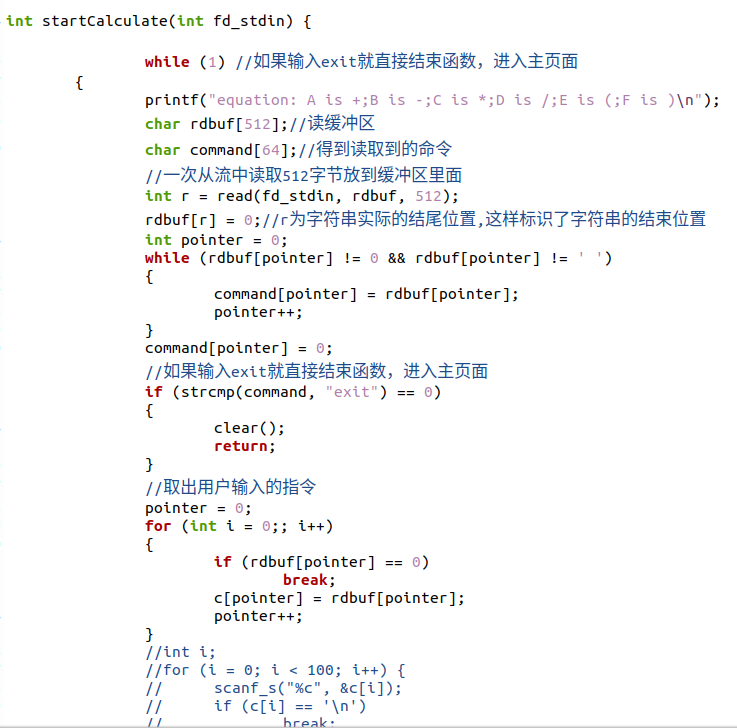 int startCalculate(int fd_stdin) {
while (1) //如果输入exit就直接结束函数，进入主页面
{
printf("equation: A is +;B is -;C is *;D is /;E is (;F is )\n");
char rdbuf[512];//读缓冲区
char command[64];//得到读取到的命令
//一次从流中读取512字节放到缓冲区里面
int r = read(fd_stdin, rdbuf, 512);
rdbuf[r] = 0;//r为字符串实际的结尾位置,这样标识了字符串的结束位置
int pointer = 0;
while (rdbuf[pointer] != 0 && rdbuf[pointer] != ' ')
{
command[pointer] = rdbuf[pointer];
pointer++;
}
command[pointer] = 0;
//如果输入exit就直接结束函数，进入主页面
if (strcmp(command, "exit") == 0)
{
clear();
return;
}
//取出用户输入的指令
pointer = 0;
for (int i = 0;; i++)
{
if (rdbuf[pointer] == 0)
break;
c[pointer] = rdbuf[pointer];
pointer++;
}
//int i;
//for (i = 0; i < 100; i++) {
// scanf_s("%c", &c[i]);
// if (c[i] == '\n')
// break;